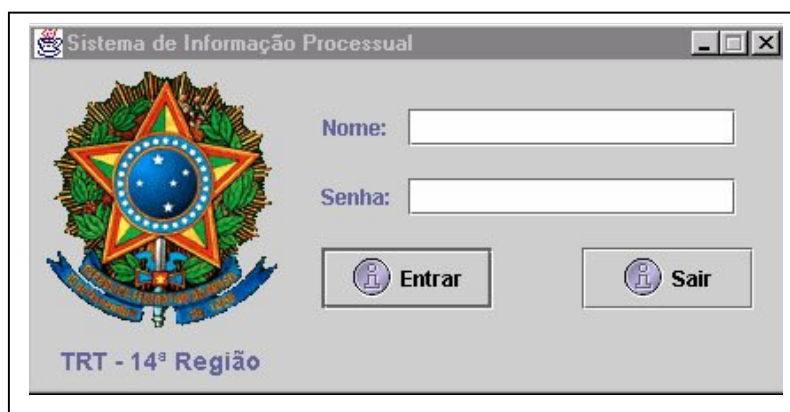 Sistema de Informação Processual
Nome:
Senha:
Entrar
Sair
TRT - 14ª Região